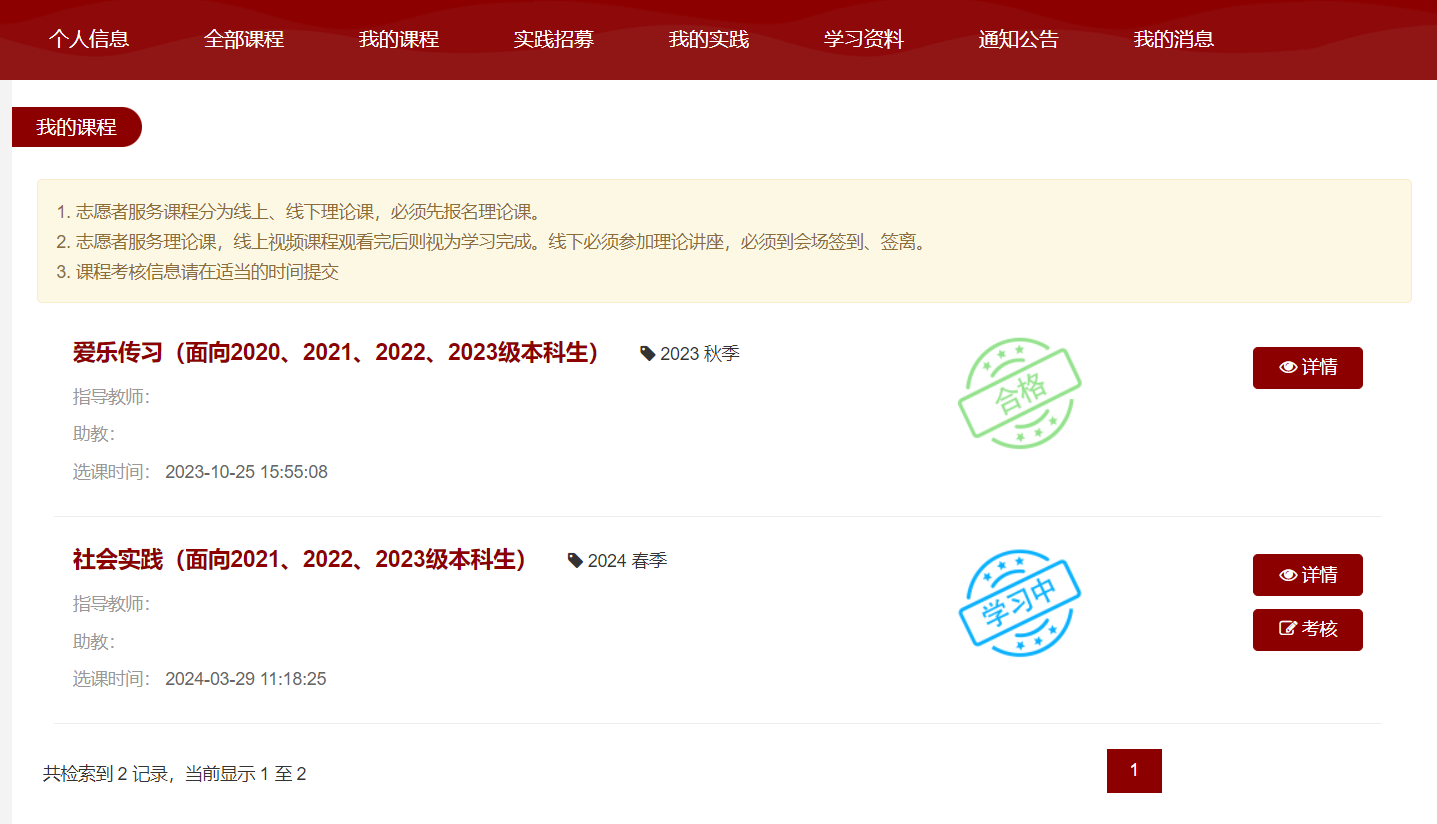 个人信息 全部课程 我的课程 实践招募 我的实践 学习资料 通知公告 我的消息
我的课程
1. 志愿者服务课程分为线上、线下理论课，必须先报名理论课。
2. 志愿者服务理论课，线上视频课程观看完后则视为学习完成。线下必须参加理论讲座，必须到会场签到、签离。
3. 课程考核信息请在适当的时间提交
爱乐传习（面向2020、2021、2022、2023级本科生） 2023 秋季
合格
详情
指导教师：
助教：
选课时间： 2023-10-25 15:55:08
社会实践（面向2021、2022、2023级本科生） 2024 春季
学习中
详情
指导教师：
考核
助教：
选课时间： 2024-03-29 11:18:25
共检索到 2 记录，当前显示 1 至 2
1